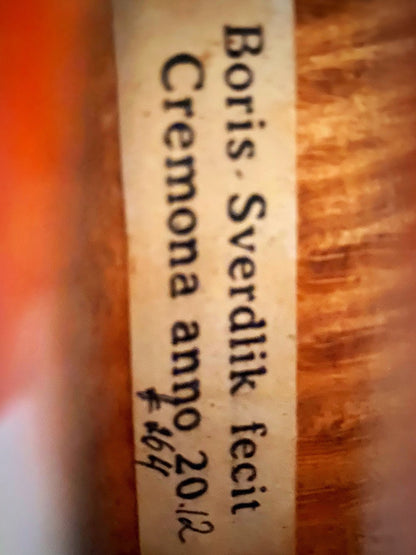 Boris Sverdlik fecit
Cremona anno 2012
#164